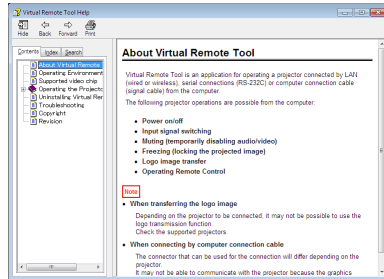 Virtual Remote Tool Help
Hide Back Forward Print
Contents Index Search
About Virtual Remote
Operating Environment
Supported video chip
Operating the Projecto
Uninstalling Virtual Rer
Troubleshooting
Copyright
Revision
About Virtual Remote Tool
Virtual Remote Tool is an application for operating a projector connected by LAN
(wired or wireless), serial connections (RS-232C) or computer connection cable
(signal cable) from the computer.
The following projector operations are possible from the computer:
• Power on/off
• Input signal switching
• Muting (temporarily disabling audio/video)
• Freezing (locking the projected image)
• Logo image transfer
• Operating Remote Control
Note
• When transferring the logo image
Depending on the projector to be connected, it may not be possible to use the
logo transmission function.
Check the supported projectors.
• When connecting by computer connection cable
The connector that can be used for the connection will differ depending on the
projector.
It may not be able to communicate with the projector because the graphics